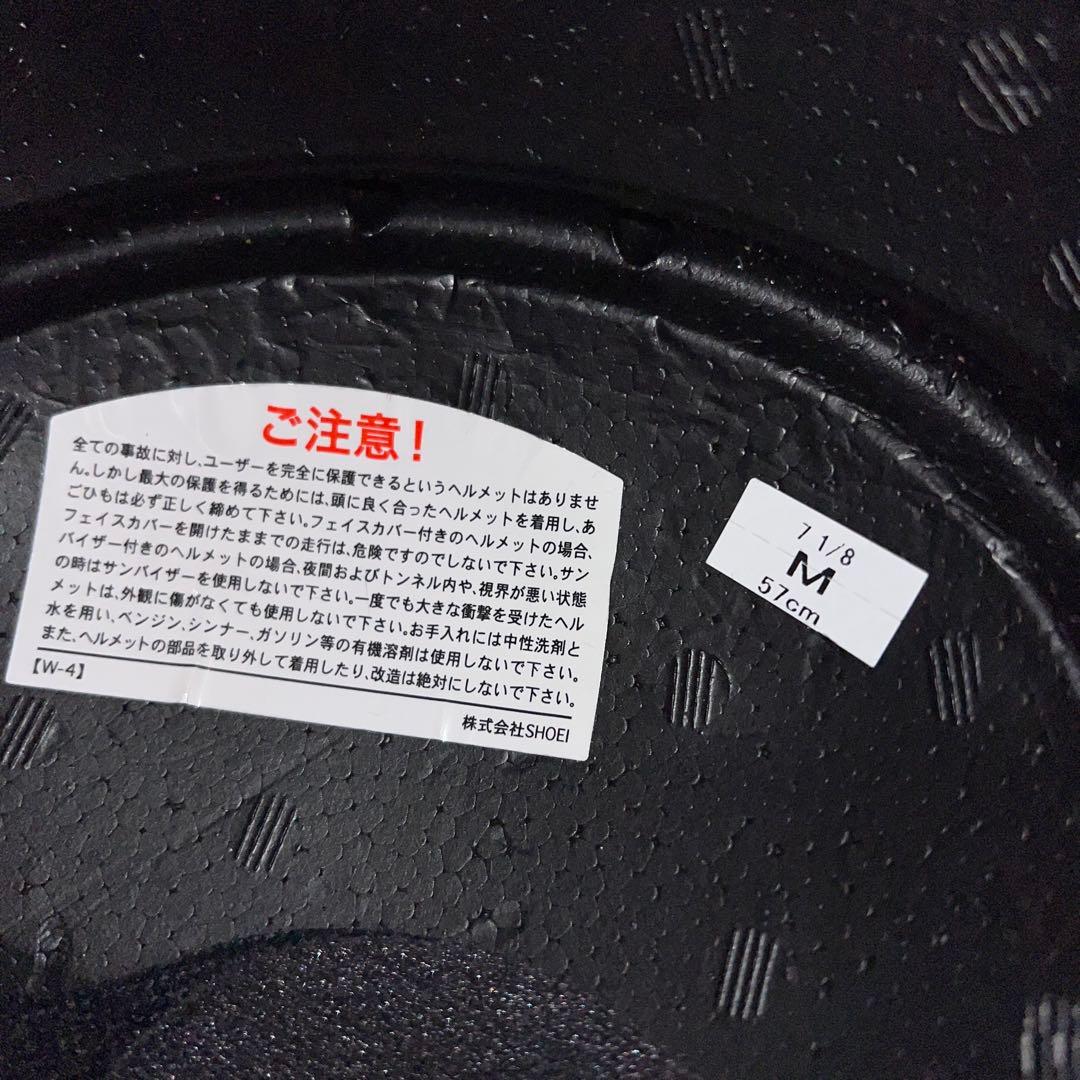 ご注意！
全ての事故に対し、ユーザーを完全に保護できるというヘルメットはありませ
ん。しかし最大の保護を得るためには、頭に良く合ったヘルメットを着用し、あ
ごひもは必ず正しく締めて下さい。フェイスカバー付きのヘルメットの場合、
フェイスカバーを開けたままでの走行は、危険ですのでしないで下さい。サン
バイザー付きのヘルメットの場合、夜間およびトンネル内や、視界が悪い状態
の時はサンバイザーを使用しないで下さい。一度でも大きな衝撃を受けたヘル
メットは、外観に傷がなくても使用しないで下さい。お手入れには中性洗剤と
水を用い、ベンジン、シンナー、ガソリン等の有機溶剤は使用しないで下さい。
また、ヘルメットの部品を取り外して着用したり、改造は絶対にしないで下さい。
【W-4】
株式会社SHOEI
7 1/8
M
57cm